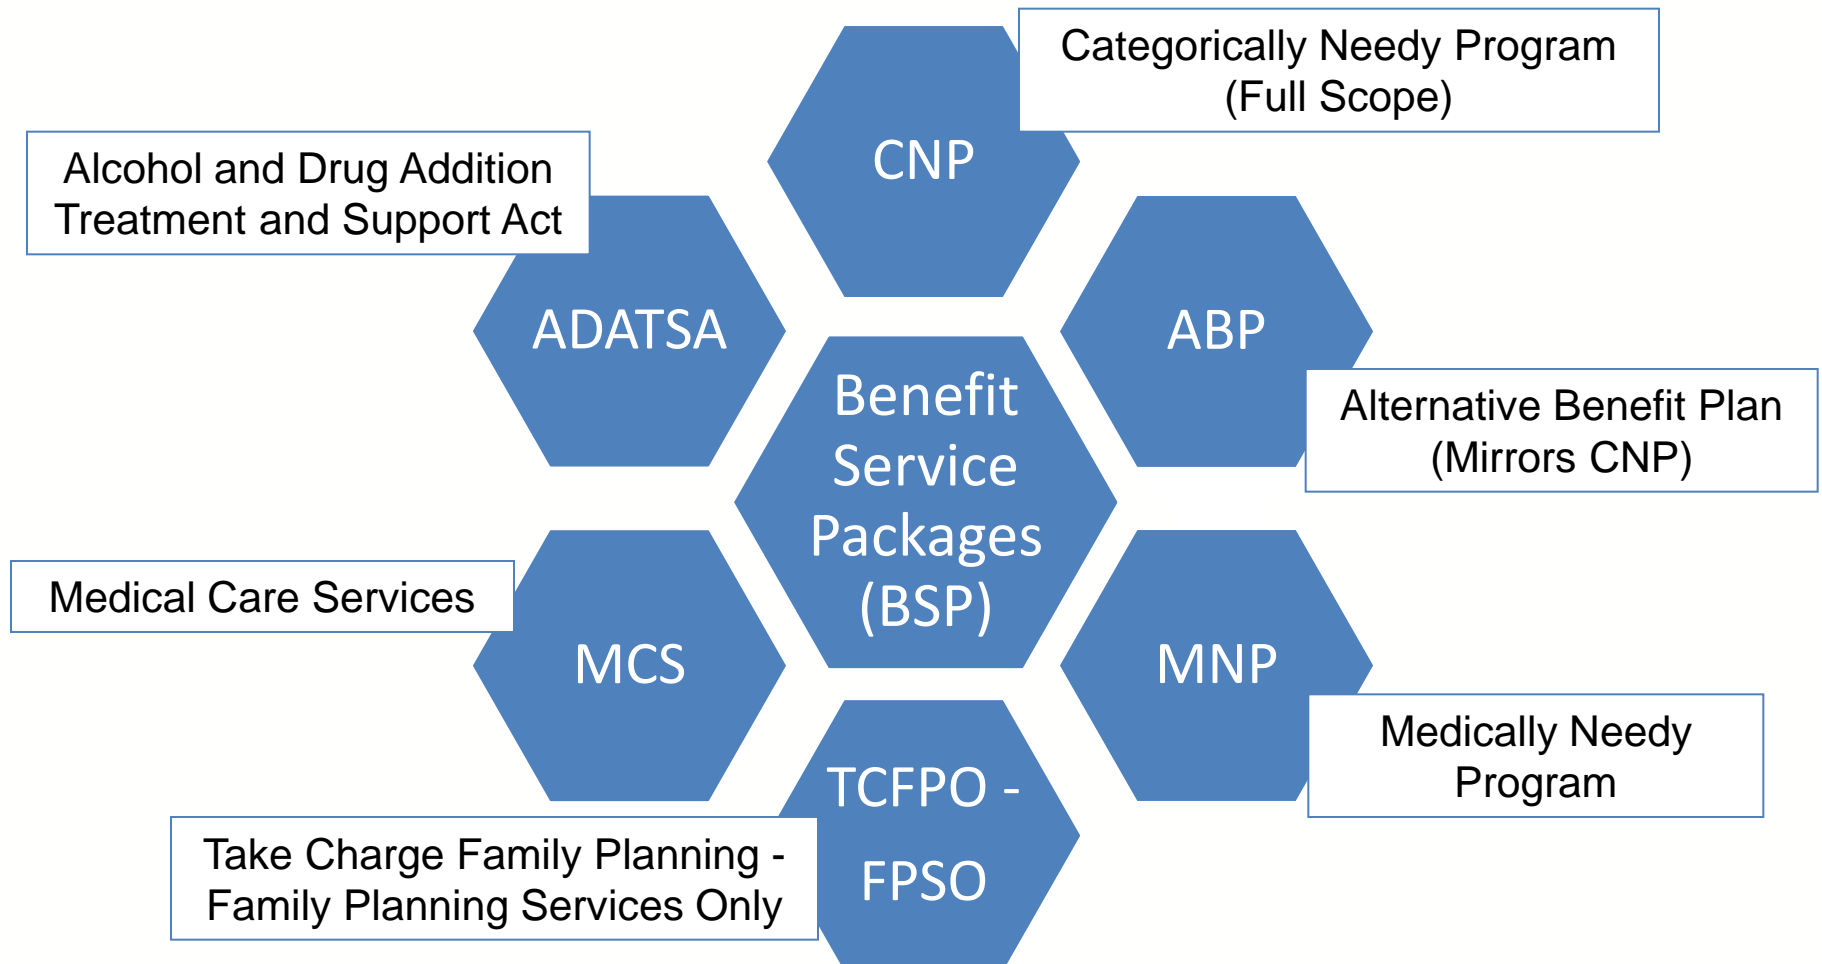 Categorically Needy Program
(Full Scope)
CNP
Alcohol and Drug Addition
Treatment and Support Act
ADATSA
ABP
Alternative Benefit Plan
(Mirrors CNP)
Benefit
Service
Packages
(BSP)
Medical Care Services
MCS
MNP
Medically Needy
Program
TCFPO -
FPSO
Take Charge Family Planning -
Family Planning Services Only